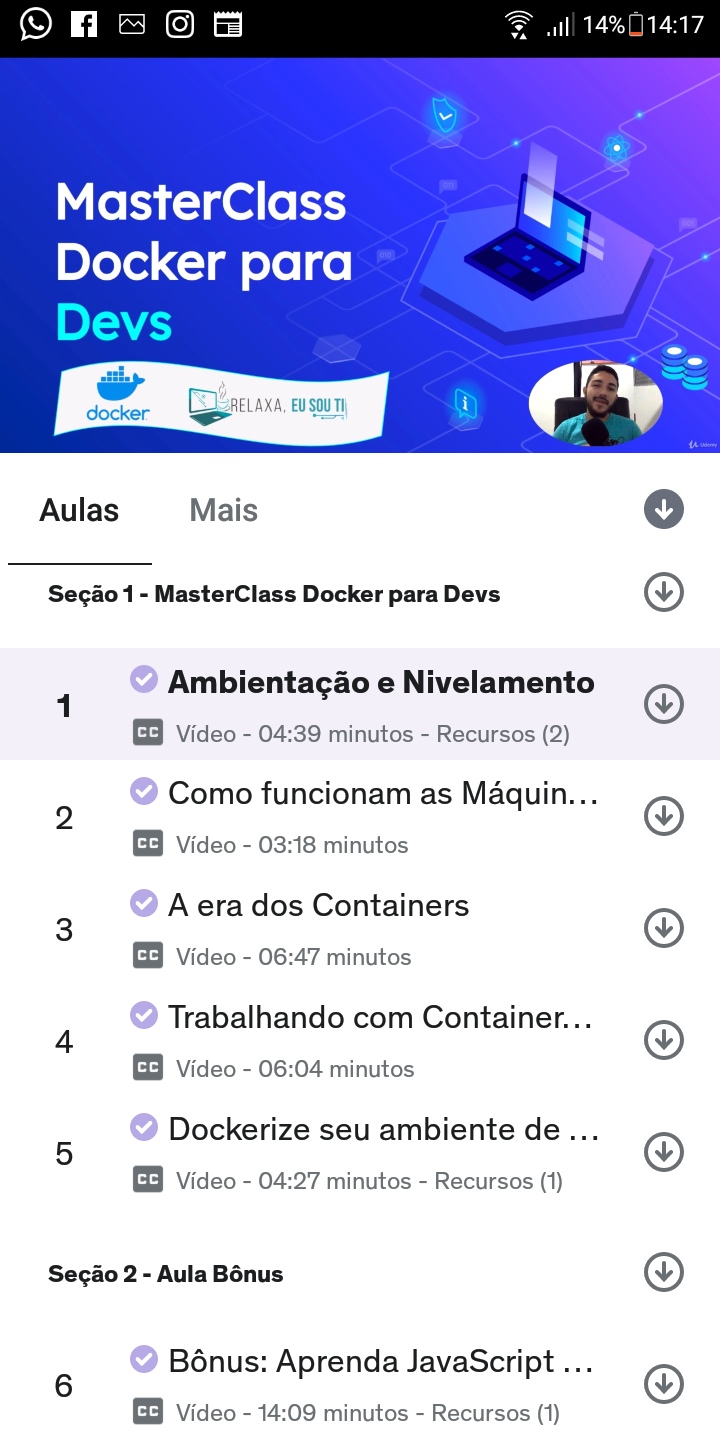 14% 14:17
MasterClass
Docker para
Devs
docker
RELAXA, EU SOU TI
Udemy
Aulas Mais
Seção 1 - MasterClass Docker para Devs
1 Ambientação e Nivelamento
CC Vídeo - 04:39 minutos - Recursos (2)
2 Como funcionam as Máquin...
CC Vídeo - 03:18 minutos
3 A era dos Containers
CC Vídeo - 06:47 minutos
4 Trabalhando com Container...
CC Vídeo - 06:04 minutos
5 Dockerize seu ambiente de ...
CC Vídeo - 04:27 minutos - Recursos (1)
Seção 2 - Aula Bônus
6 Bônus: Aprenda JavaScript ...
CC Vídeo - 14:09 minutos - Recursos (1)